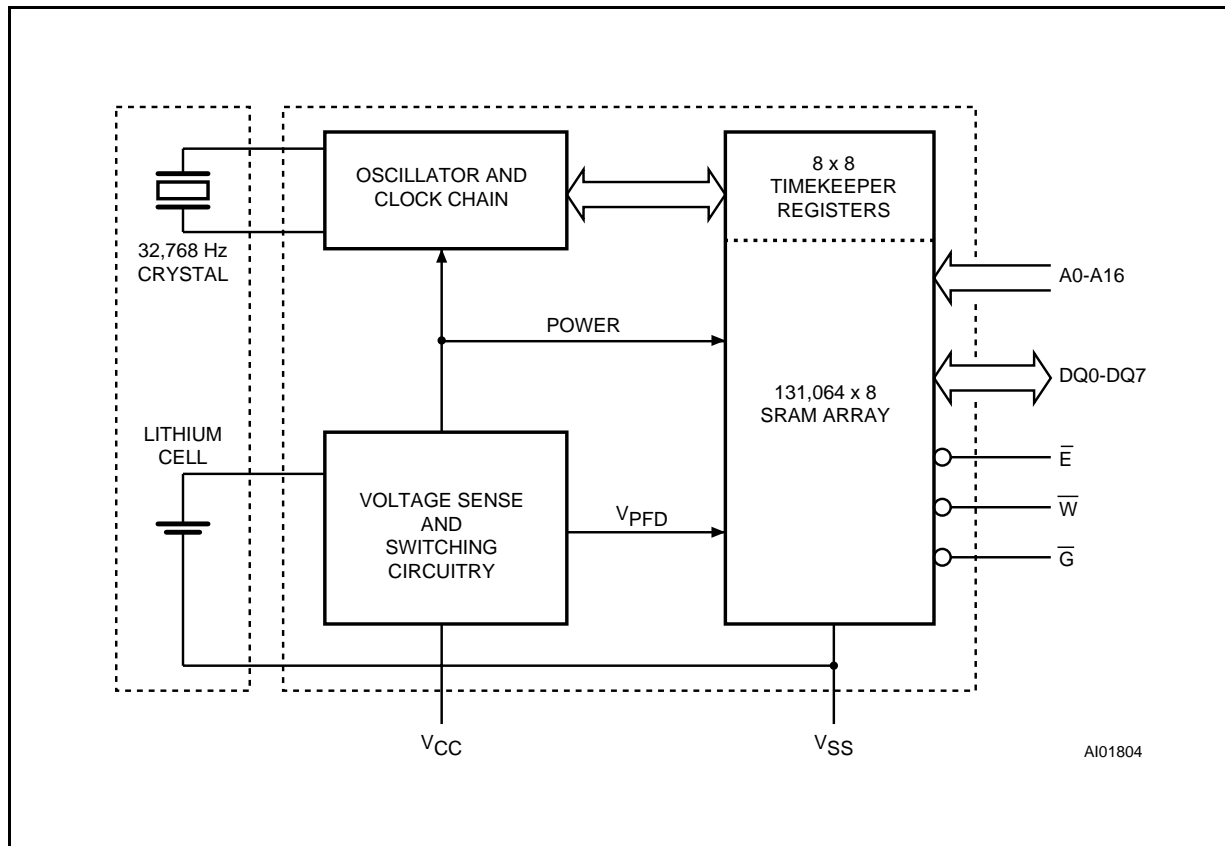 OSCILLATOR AND
CLOCK CHAIN
8 x 8
TIMEKEEPER
REGISTERS
32,768 Hz
CRYSTAL
A0-A16
POWER
DQ0-DQ7
131,064 x 8
SRAM ARRAY
LITHIUM
CELL
E̅
VOLTAGE SENSE
AND
SWITCHING
CIRCUITRY
VPFD
W̅
G̅
VCC
VSS
AI01804